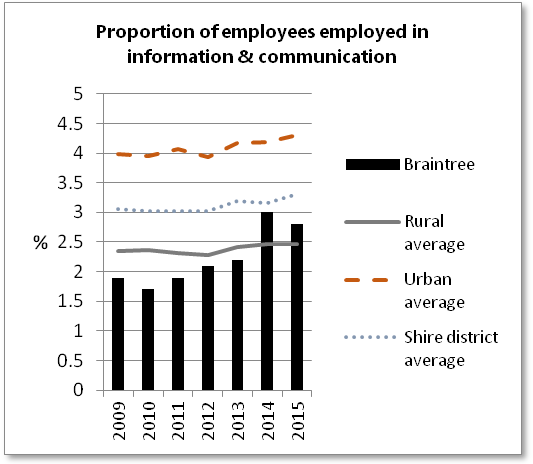 Proportion of employees employed in
information & communication
5
4.5
4
3.5
3
2.5
2
1.5
1
0.5
0
%
2009
2010
2011
2012
2013
2014
2015
Braintree
Rural
average
Urban
average
Shire district
average